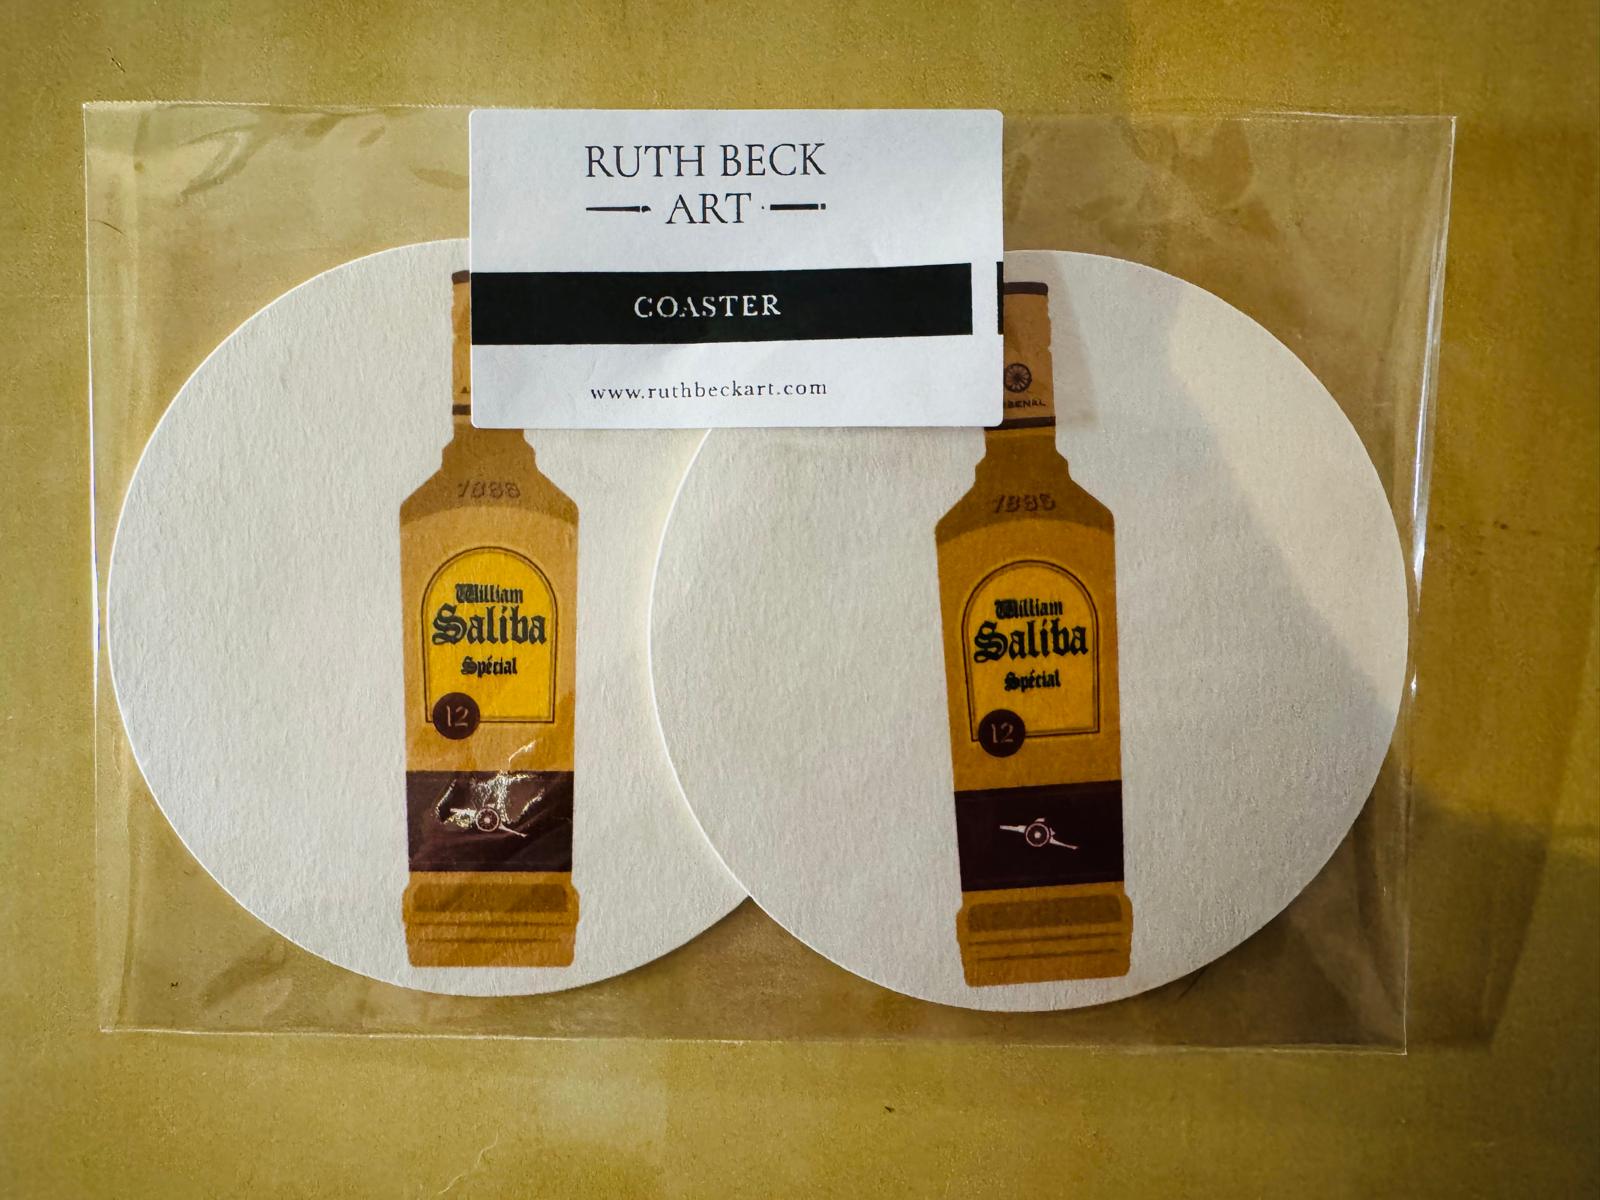 RUTH BECK
ART
COASTER
www.ruthbeckart.com
1886
William
Saliba
Spécial
12
1886
William
Saliba
Spécial
12